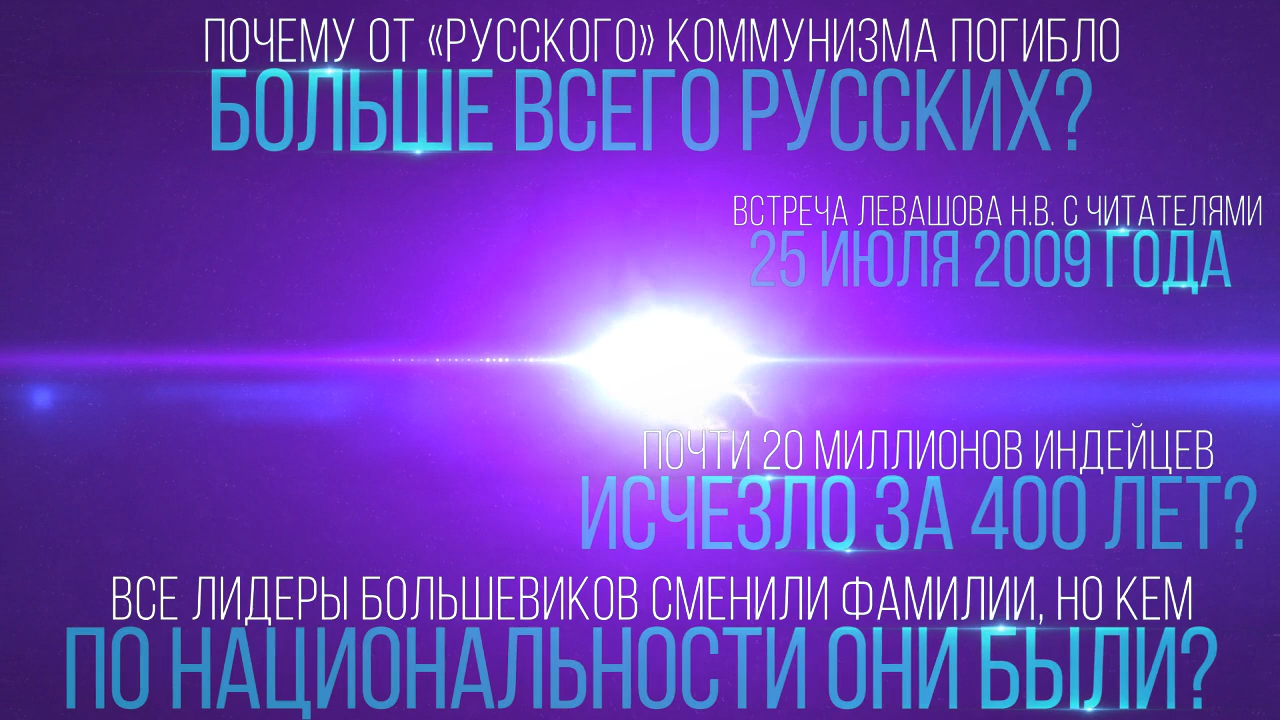 ПОЧЕМУ ОТ «РУССКОГО» КОММУНИЗМА ПОГИБЛО
БОЛЬШЕ ВСЕГО РУССКИХ?
ВСТРЕЧА ЛЕВАШОВА Н.В. С ЧИТАТЕЛЯМИ
25 ИЮЛЯ 2009 ГОДА
ПОЧТИ 20 МИЛЛИОНОВ ИНДЕЙЦЕВ
ИСЧЕЗЛО ЗА 400 ЛЕТ?
ВСЕ ЛИДЕРЫ БОЛЬШЕВИКОВ СМЕНИЛИ ФАМИЛИИ, НО КЕМ
ПО НАЦИОНАЛЬНОСТИ ОНИ БЫЛИ?